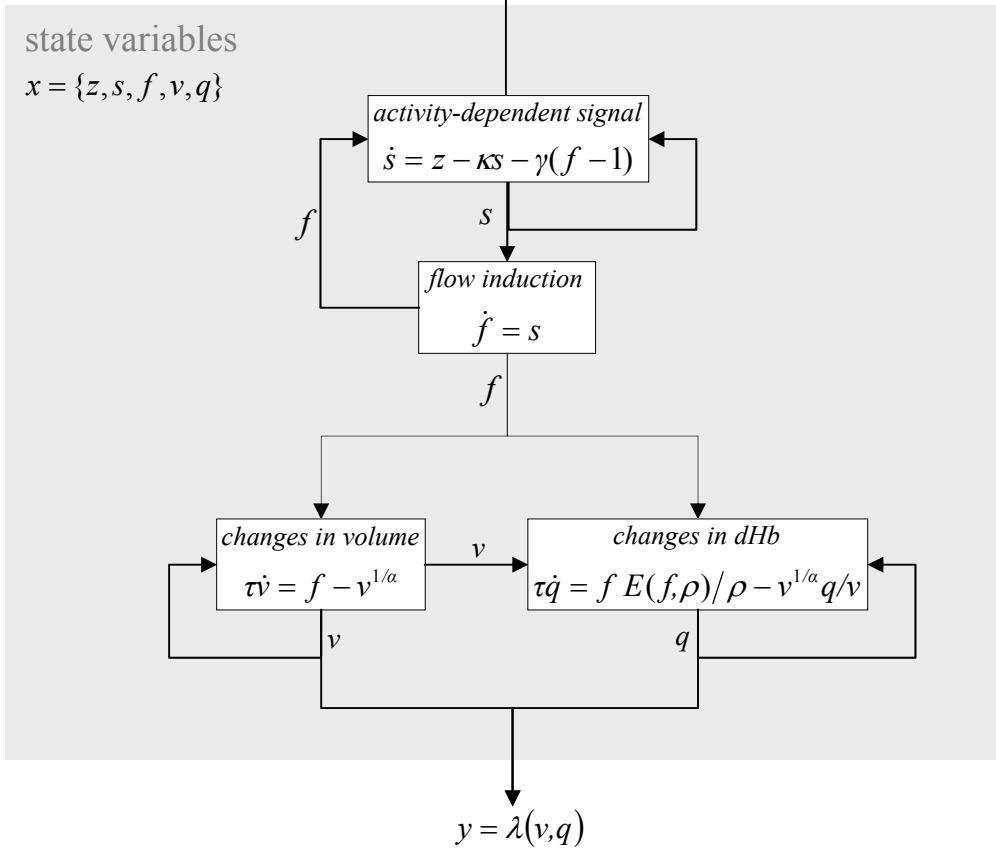 state variables
x = {z, s, f, v, q}
activity-dependent signal
ṡ = z − κs − γ(f − 1)
f
s
flow induction
ḟ = s
f
changes in volume
τv̇ = f − v^{1/α}
v
changes in dHb
τq̇ = f E(f,ρ)/ρ − v^{1/α} q/v
v
q
y = λ(v,q)